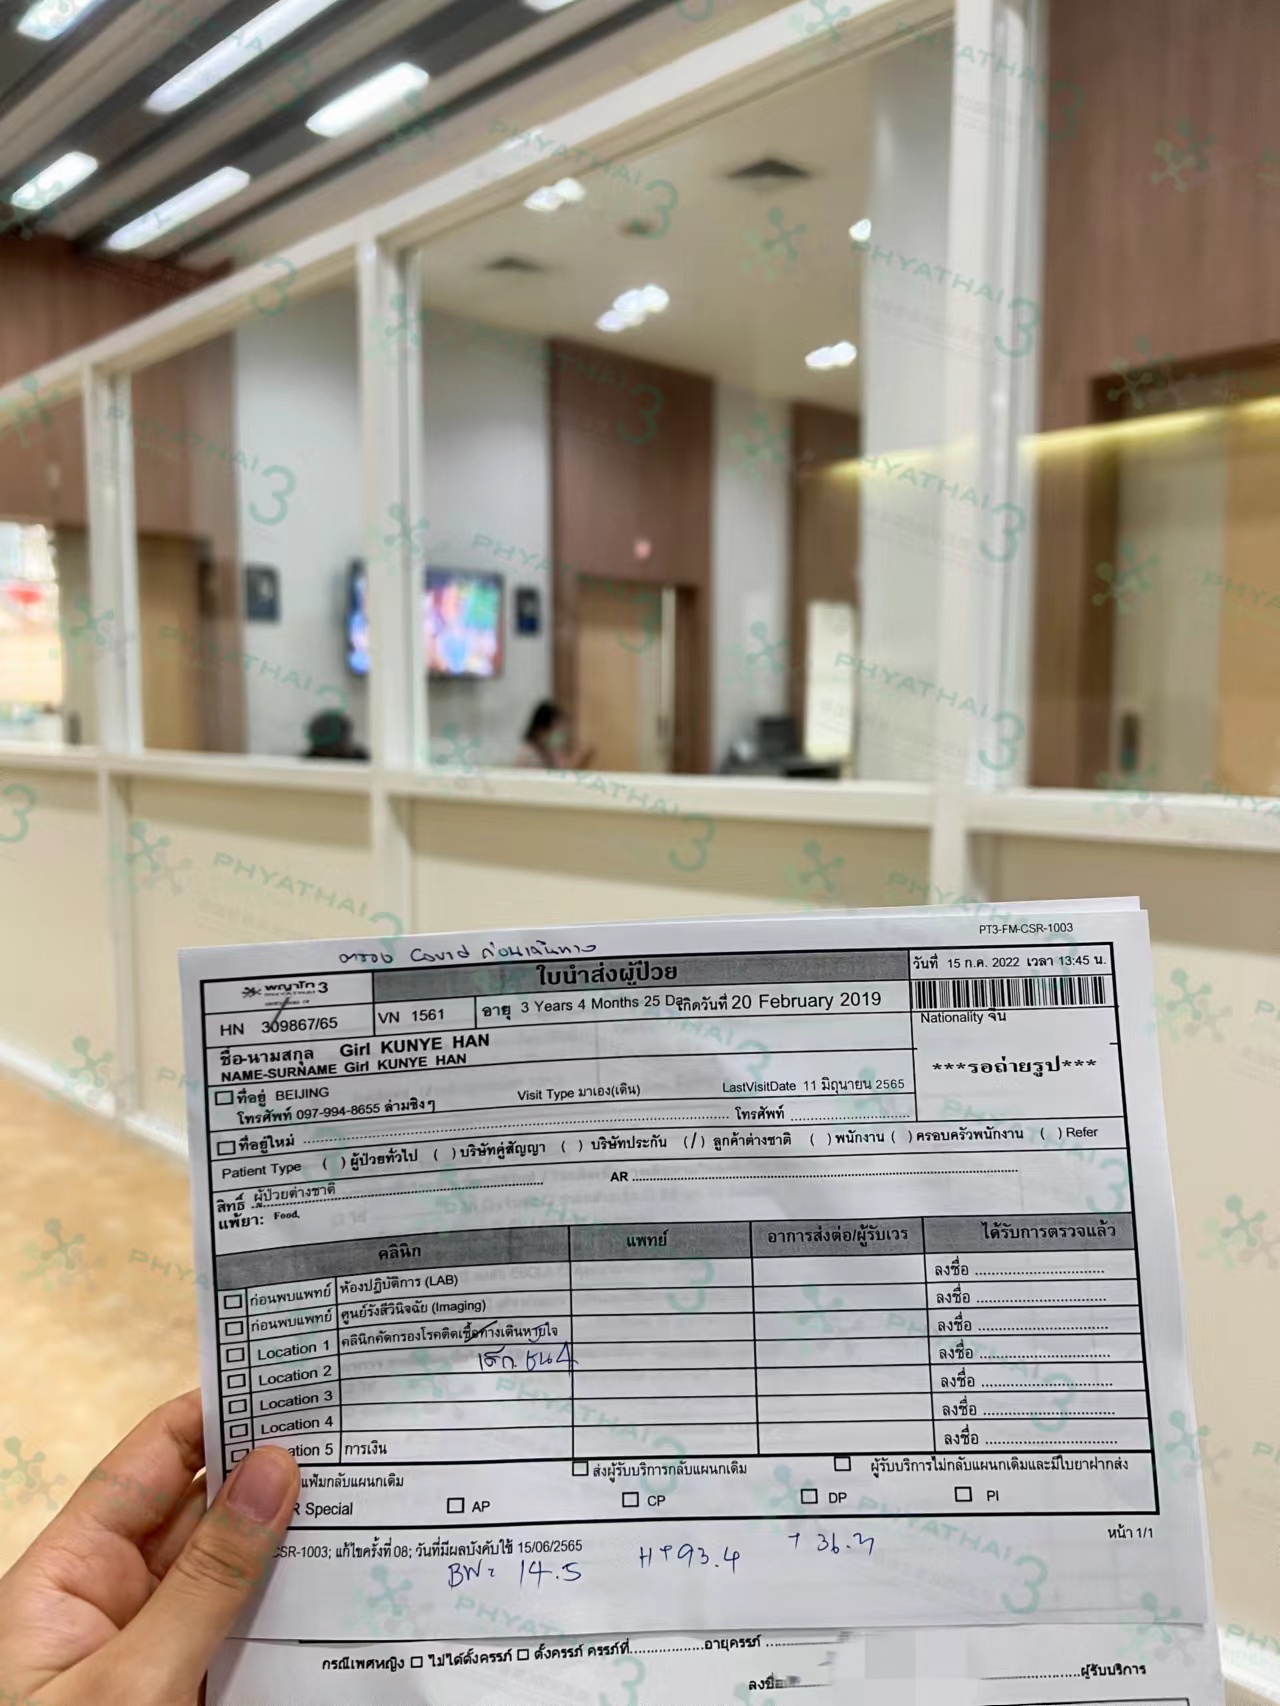 PT3-FM-CSR-1003
ตรวจ Covid ก่อนเดินทาง
พญาไท 3
ใบนำส่งผู้ป่วย
วันที่ 15 ก.ค. 2022 เวลา 13:45 น.
HN 309867/65
VN 1561
อายุ 3 Years 4 Months 25 Da
เกิดวันที่ 20 February 2019
Nationality จีน
ชื่อ-นามสกุล Girl KUNYE HAN
NAME-SURNAME Girl KUNYE HAN
***รอถ่ายรูป***
ที่อยู่ BEIJING
Visit Type มาเอง(เดิน)
LastVisitDate 11 มิถุนายน 2565
โทรศัพท์ 097-994-8655 ล่ามชิงๆ
ที่อยู่ใหม่ ........ โทรศัพท์ ........
Patient Type ( ) ผู้ป่วยทั่วไป ( ) บริษัทคู่สัญญา ( ) บริษัทประกัน (/) ลูกค้าต่างชาติ ( ) พนักงาน ( ) ครอบครัวพนักงาน ( ) Refer
สิทธิ์ ผู้ป่วยต่างชาติ ........ AR ........
แพ้ยา: Food,
คลินิก แพทย์ อาการส่งต่อ/ผู้รับเวร ได้รับการตรวจแล้ว
ก่อนพบแพทย์ ห้องปฏิบัติการ (LAB) ลงชื่อ ........
ก่อนพบแพทย์ ศูนย์รังสีวินิจฉัย (Imaging) ลงชื่อ ........
Location 1 คลินิกคัดกรองโรคติดเชื้อทางเดินหายใจ ลงชื่อ ........
Location 2 เด็ก ชั้น 4 ลงชื่อ ........
Location 3 ลงชื่อ ........
Location 4 ลงชื่อ ........
ation 5 การเงิน ลงชื่อ ........
แฟ้มกลับแผนกเดิม ส่งผู้รับบริการกลับแผนกเดิม ผู้รับบริการไม่กลับแผนกเดิมและมีใบยาฝากส่ง
R Special AP CP DP PI
CSR-1003; แก้ไขครั้งที่ 08; วันที่มีผลบังคับใช้ 15/06/2565
หน้า 1/1
BW: 14.5 HT 93.4 T 36.7
กรณีเพศหญิง ไม่ได้ตั้งครรภ์ ตั้งครรภ์ ครรภ์ที่ ........ อายุครรภ์ ........
ลงชื่อ ........ ผู้รับบริการ
PHYATHAI 3